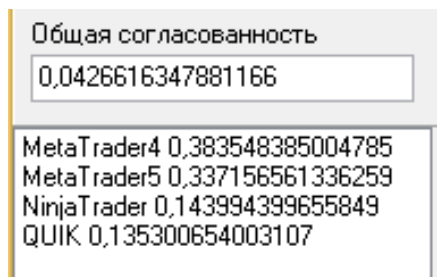 Общая согласованность
0,0426616347881166
MetaTrader4 0,383548385004785
MetaTrader5 0,337156561336259
NinjaTrader 0,143994399655849
QUIK 0,135300654003107